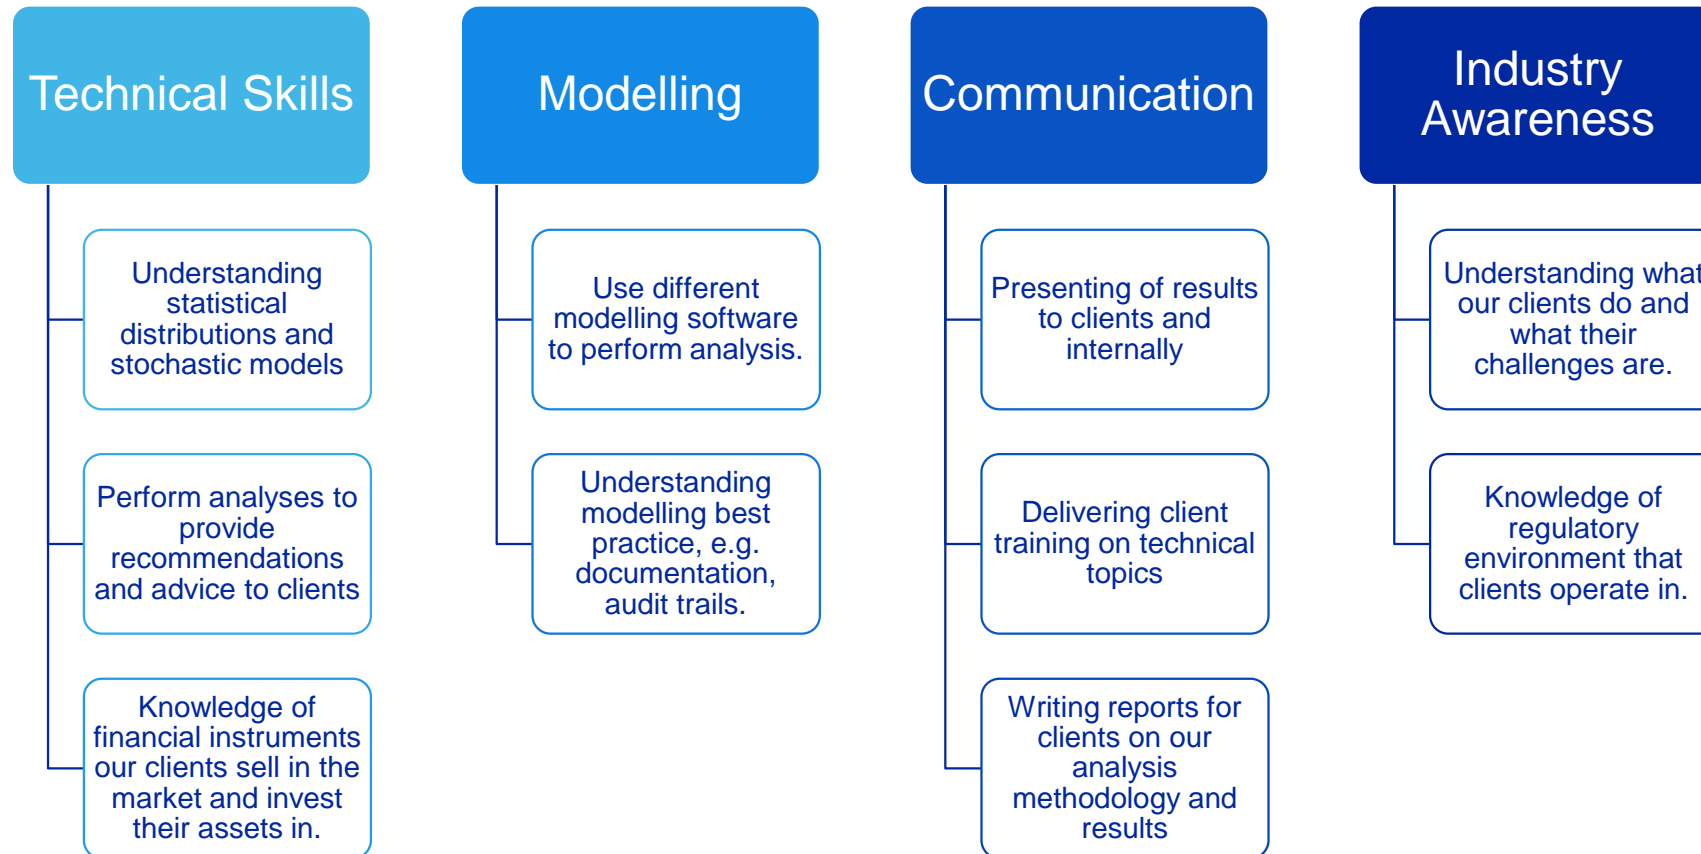 Technical Skills
Understanding
statistical
distributions and
stochastic models
Perform analyses to
provide
recommendations
and advice to clients
Knowledge of
financial instruments
our clients sell in the
market and invest
their assets in.
Modelling
Use different
modelling software
to perform analysis.
Understanding
modelling best
practice, e.g.
documentation,
audit trails.
Communication
Presenting of results
to clients and
internally
Delivering client
training on technical
topics
Writing reports for
clients on our
analysis
methodology and
results
Industry
Awareness
Understanding what
our clients do and
what their
challenges are.
Knowledge of
regulatory
environment that
clients operate in.